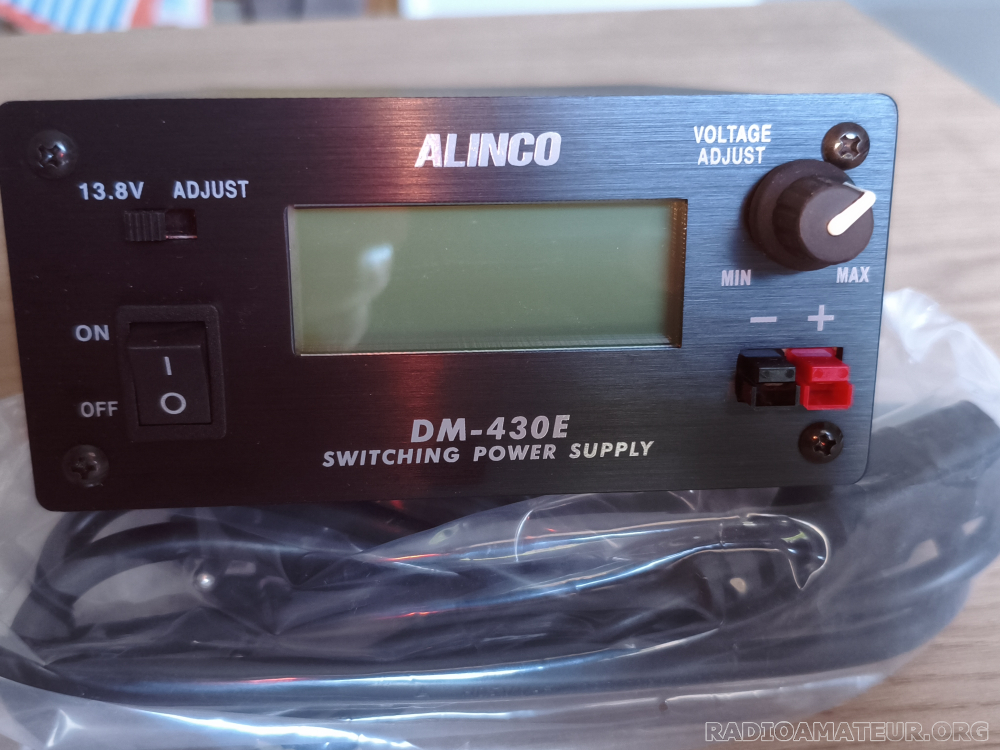 ALINCO
VOLTAGE
ADJUST
13.8V ADJUST
MIN MAX
− +
ON
I
O
OFF
DM-430E
SWITCHING POWER SUPPLY
RADIOAMATEUR.ORG